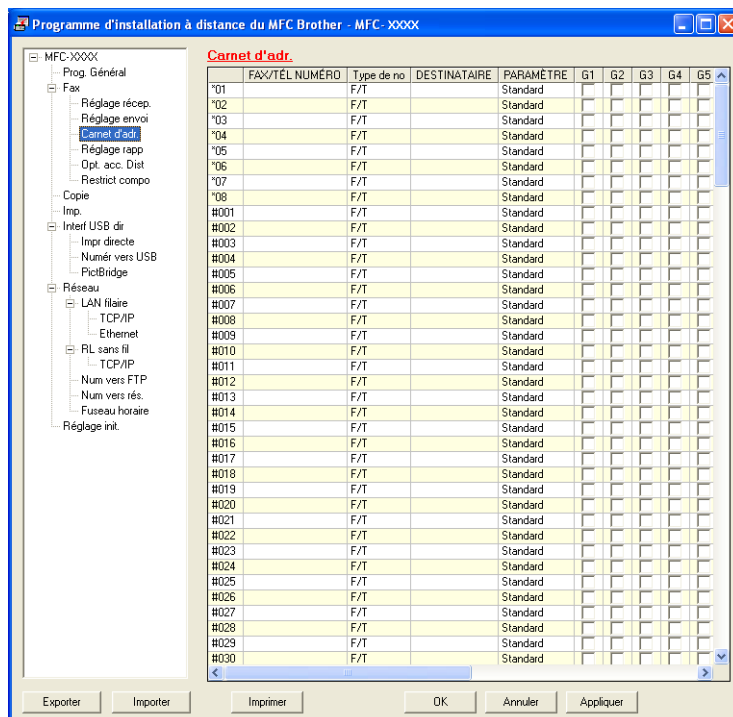 Programme d'installation à distance du MFC Brother - MFC- XXXX
MFC-XXXX
Prog. Général
Fax
Réglage récep.
Réglage envoi
Carnet d'adr.
Réglage rapp
Opt. acc. Dist
Restrict compo
Copie
Imp.
Interf USB dir
Impr directe
Numér vers USB
PictBridge
Réseau
LAN filaire
TCP/IP
Ethernet
RL sans fil
TCP/IP
Num vers FTP
Num vers rés.
Fuseau horaire
Réglage init.
Carnet d'adr.
FAX/TÉL NUMÉRO Type de no DESTINATAIRE PARAMÈTRE G1 G2 G3 G4 G5
*01 F/T Standard
*02 F/T Standard
*03 F/T Standard
*04 F/T Standard
*05 F/T Standard
*06 F/T Standard
*07 F/T Standard
*08 F/T Standard
#001 F/T Standard
#002 F/T Standard
#003 F/T Standard
#004 F/T Standard
#005 F/T Standard
#006 F/T Standard
#007 F/T Standard
#008 F/T Standard
#009 F/T Standard
#010 F/T Standard
#011 F/T Standard
#012 F/T Standard
#013 F/T Standard
#014 F/T Standard
#015 F/T Standard
#016 F/T Standard
#017 F/T Standard
#018 F/T Standard
#019 F/T Standard
#020 F/T Standard
#021 F/T Standard
#022 F/T Standard
#023 F/T Standard
#024 F/T Standard
#025 F/T Standard
#026 F/T Standard
#027 F/T Standard
#028 F/T Standard
#029 F/T Standard
#030 F/T Standard
Exporter Importer Imprimer OK Annuler Appliquer